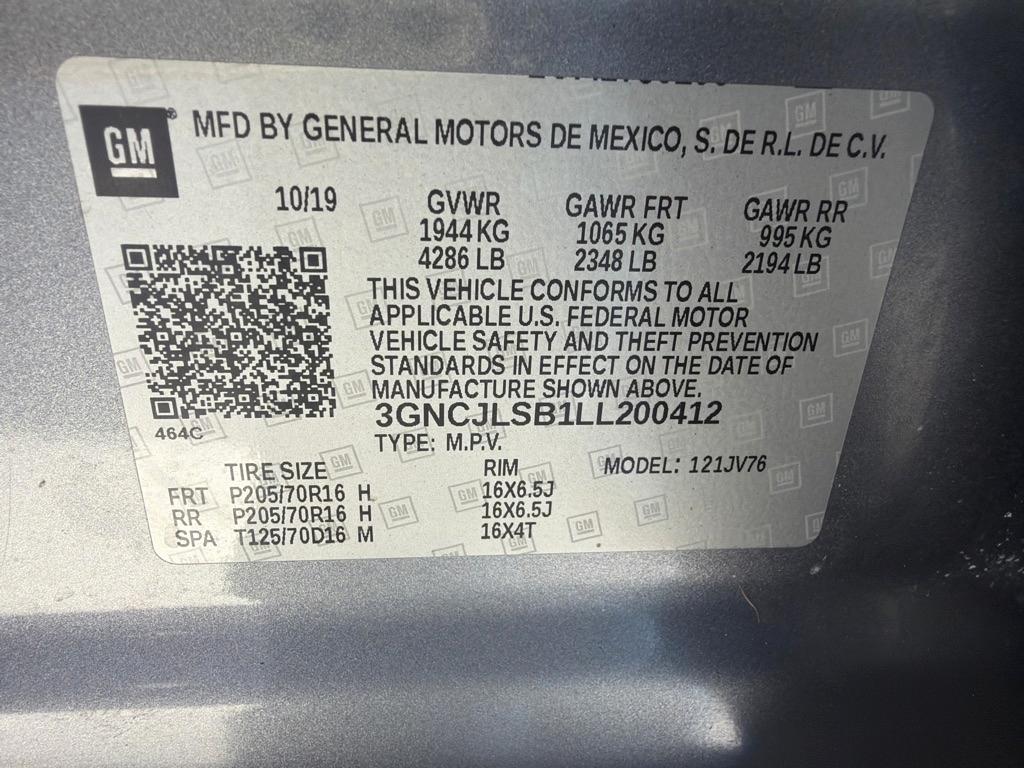 GM
MFD BY GENERAL MOTORS DE MEXICO, S. DE R.L. DE C.V.
10/19 GVWR GAWR FRT GAWR RR
1944 KG 1065 KG 995 KG
4286 LB 2348 LB 2194 LB
THIS VEHICLE CONFORMS TO ALL
APPLICABLE U.S. FEDERAL MOTOR
VEHICLE SAFETY AND THEFT PREVENTION
STANDARDS IN EFFECT ON THE DATE OF
MANUFACTURE SHOWN ABOVE.
3GNCJLSB1LL200412
464C
TYPE: M.P.V.
TIRE SIZE RIM MODEL: 121JV76
FRT P205/70R16 H 16X6.5J
RR P205/70R16 H 16X6.5J
SPA T125/70D16 M 16X4T